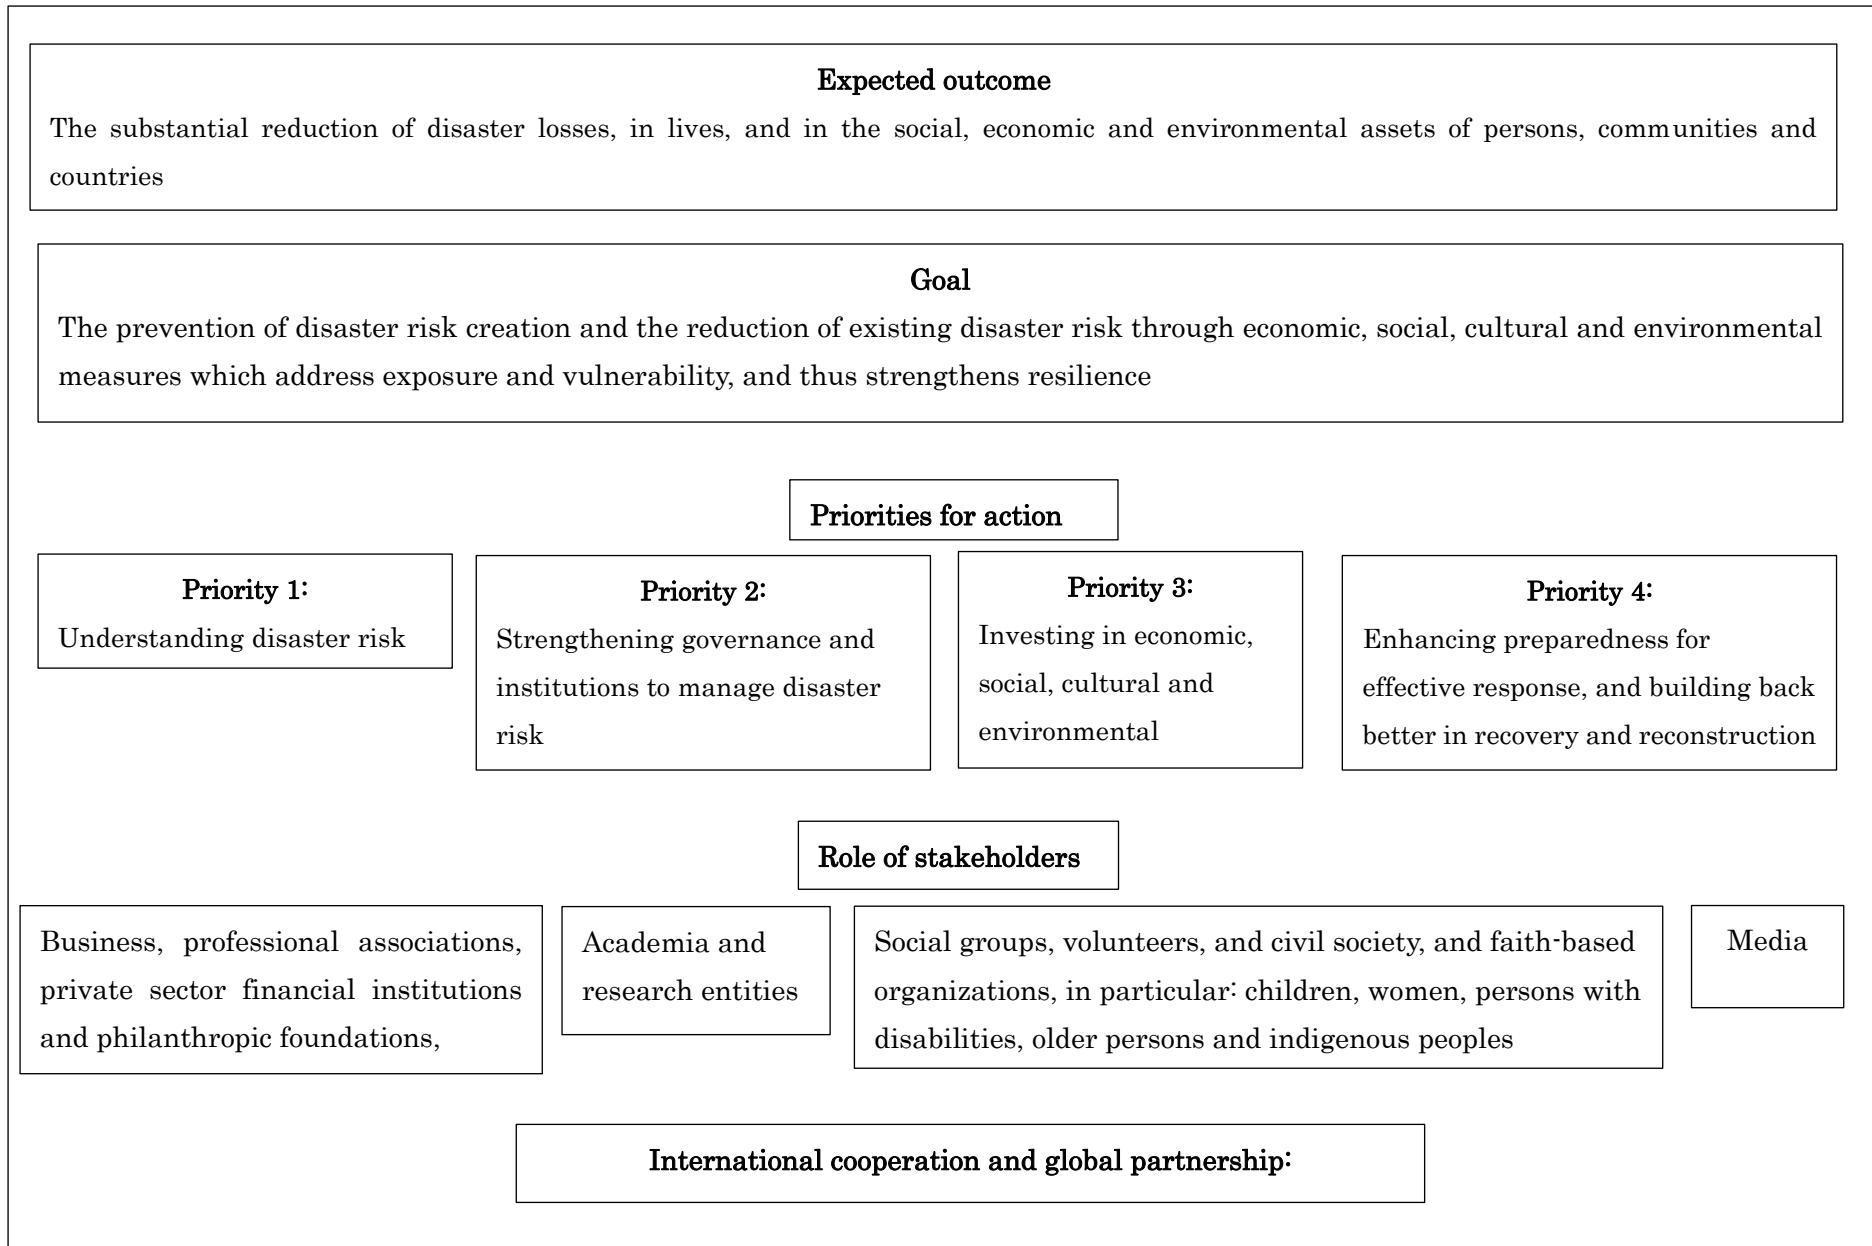 Expected outcome
The substantial reduction of disaster losses, in lives, and in the social, economic and environmental assets of persons, communities and
countries
Goal
The prevention of disaster risk creation and the reduction of existing disaster risk through economic, social, cultural and environmental
measures which address exposure and vulnerability, and thus strengthens resilience
Priorities for action
Priority 1:
Understanding disaster risk
Priority 2:
Strengthening governance and
institutions to manage disaster
risk
Priority 3:
Investing in economic,
social, cultural and
environmental
Priority 4:
Enhancing preparedness for
effective response, and building back
better in recovery and reconstruction
Role of stakeholders
Business, professional associations,
private sector financial institutions
and philanthropic foundations,
Academia and
research entities
Social groups, volunteers, and civil society, and faith-based
organizations, in particular: children, women, persons with
disabilities, older persons and indigenous peoples
Media
International cooperation and global partnership: